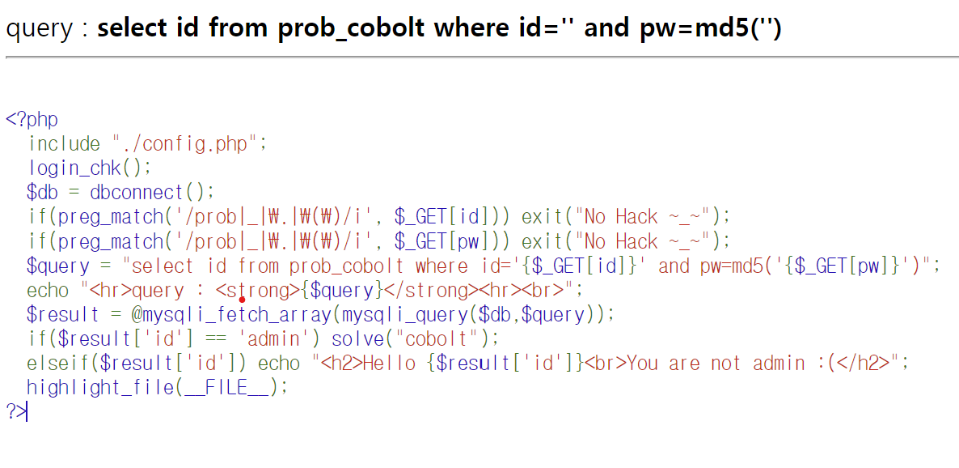 query : select id from prob_cobolt where id='' and pw=md5('')
<?php
include "./config.php";
login_chk();
$db = dbconnect();
if(preg_match('/prob|_|₩.|₩(₩)/i', $_GET[id])) exit("No Hack ~_~");
if(preg_match('/prob|_|₩.|₩(₩)/i', $_GET[pw])) exit("No Hack ~_~");
$query = "select id from prob_cobolt where id='{$_GET[id]}' and pw=md5('{$_GET[pw]}')";
echo "<hr>query : <strong>{$query}</strong><hr><br>";
$result = @mysqli_fetch_array(mysqli_query($db,$query));
if($result['id'] == 'admin') solve("cobolt");
elseif($result['id']) echo "<h2>Hello {$result['id']}<br>You are not admin :(</h2>";
highlight_file(__FILE__);
?>